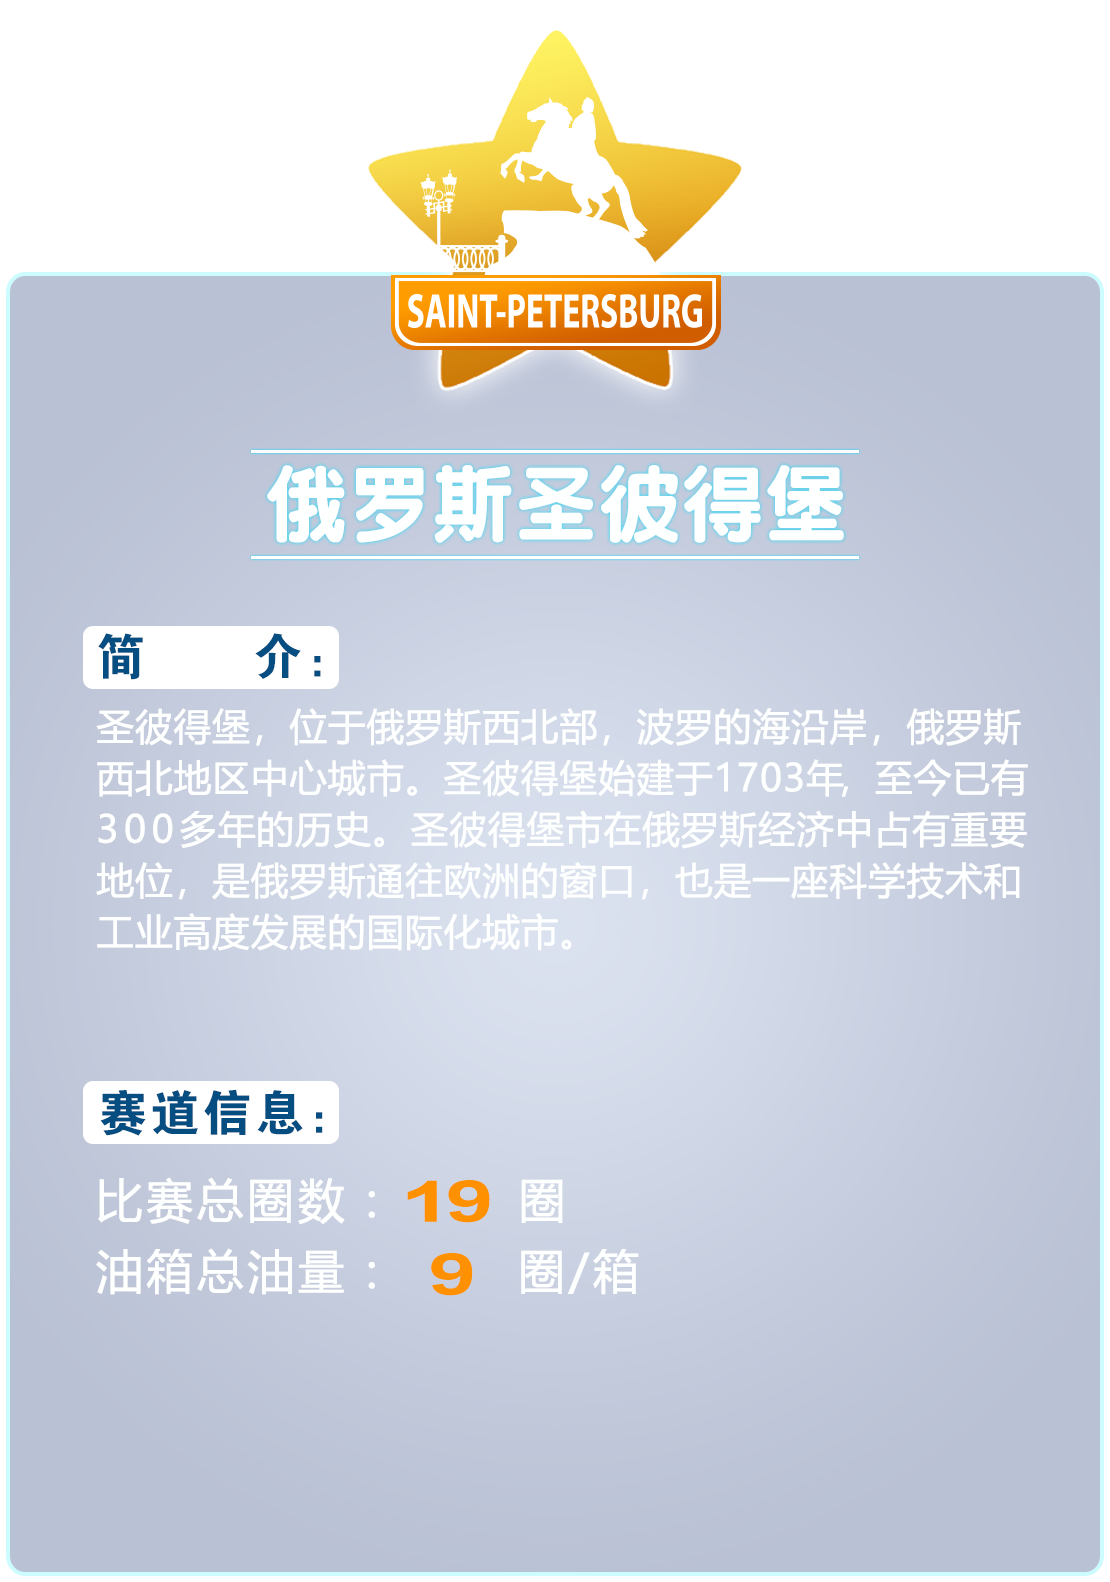 SAINT-PETERSBURG
俄罗斯圣彼得堡
简 介：
圣彼得堡，位于俄罗斯西北部，波罗的海沿岸，俄罗斯
西北地区中心城市。圣彼得堡始建于1703年，至今已有
300多年的历史。圣彼得堡市在俄罗斯经济中占有重要
地位，是俄罗斯通往欧洲的窗口，也是一座科学技术和
工业高度发展的国际化城市。
赛道信息：
比赛总圈数：19 圈
油箱总油量：9 圈/箱